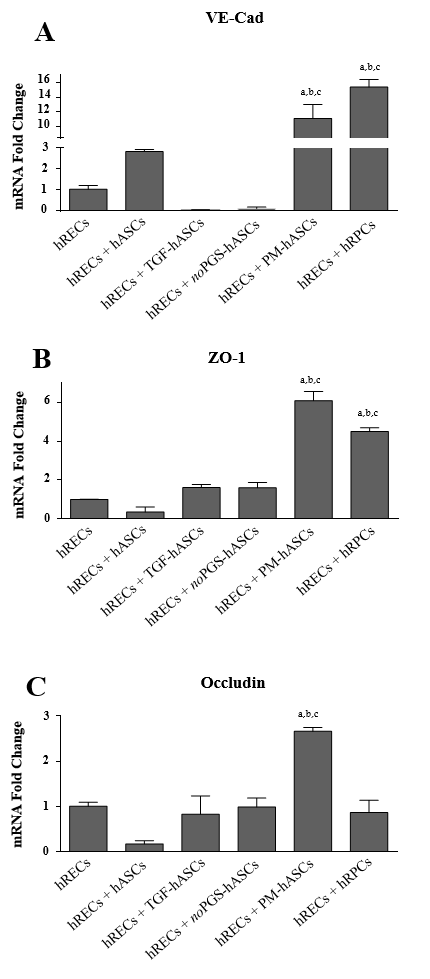 A
VE-Cad
mRNA Fold Change
16
14
12
10
3
2
1
0
a,b,c
a,b,c
hRECs
hRECs + hASCs
hRECs + TGF-hASCs
hRECs + noPGS-hASCs
hRECs + PM-hASCs
hRECs + hRPCs
B
ZO-1
mRNA Fold Change
6
4
2
0
a,b,c
a,b,c
hRECs
hRECs + hASCs
hRECs + TGF-hASCs
hRECs + noPGS-hASCs
hRECs + PM-hASCs
hRECs + hRPCs
C
Occludin
mRNA Fold Change
3
2
1
0
a,b,c
hRECs
hRECs + hASCs
hRECs + TGF-hASCs
hRECs + noPGS-hASCs
hRECs + PM-hASCs
hRECs + hRPCs